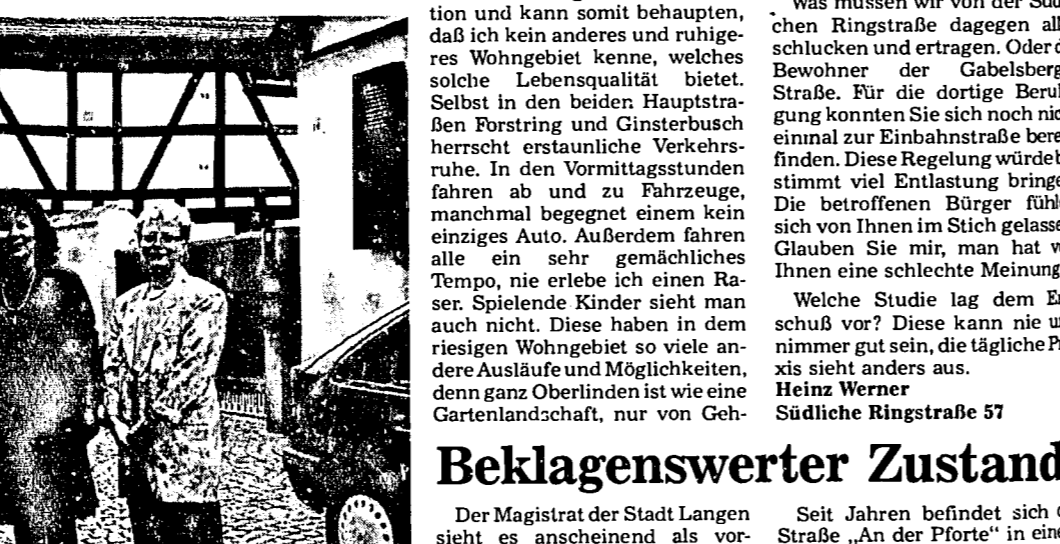 tion und kann somit behaupten,
daß ich kein anderes und ruhige-
res Wohngebiet kenne, welches
solche Lebensqualität bietet.
Selbst in den beiden Hauptstra-
ßen Forstring und Ginsterbusch
herrscht erstaunliche Verkehrs-
ruhe. In den Vormittagsstunden
fahren ab und zu Fahrzeuge,
manchmal begegnet einem kein
einziges Auto. Außerdem fahren
alle ein sehr gemächliches
Tempo, nie erlebe ich einen Ra-
ser. Spielende Kinder sieht man
auch nicht. Diese haben in dem
riesigen Wohngebiet so viele an-
dere Ausläufe und Möglichkeiten,
denn ganz Oberlinden ist wie eine
Gartenlandschaft, nur von Geh-
Was müssen wir von der Süd
chen Ringstraße dagegen all
schlucken und ertragen. Oder d
Bewohner der Gabelsberg
Straße. Für die dortige Beru
gung konnten Sie sich noch nic
einmal zur Einbahnstraße bere
finden. Diese Regelung würde b
stimmt viel Entlastung bringe
Die betroffenen Bürger fühl
sich von Ihnen im Stich gelasse
Glauben Sie mir, man hat v
Ihnen eine schlechte Meinung
Welche Studie lag dem E
schuß vor? Diese kann nie u
nimmer gut sein, die tägliche P
xis sieht anders aus.
Heinz Werner
Südliche Ringstraße 57
Beklagenswerter Zustand
Der Magistrat der Stadt Langen
sieht es anscheinend als vor-
Seit Jahren befindet sich
Straße „An der Pforte“ in ein